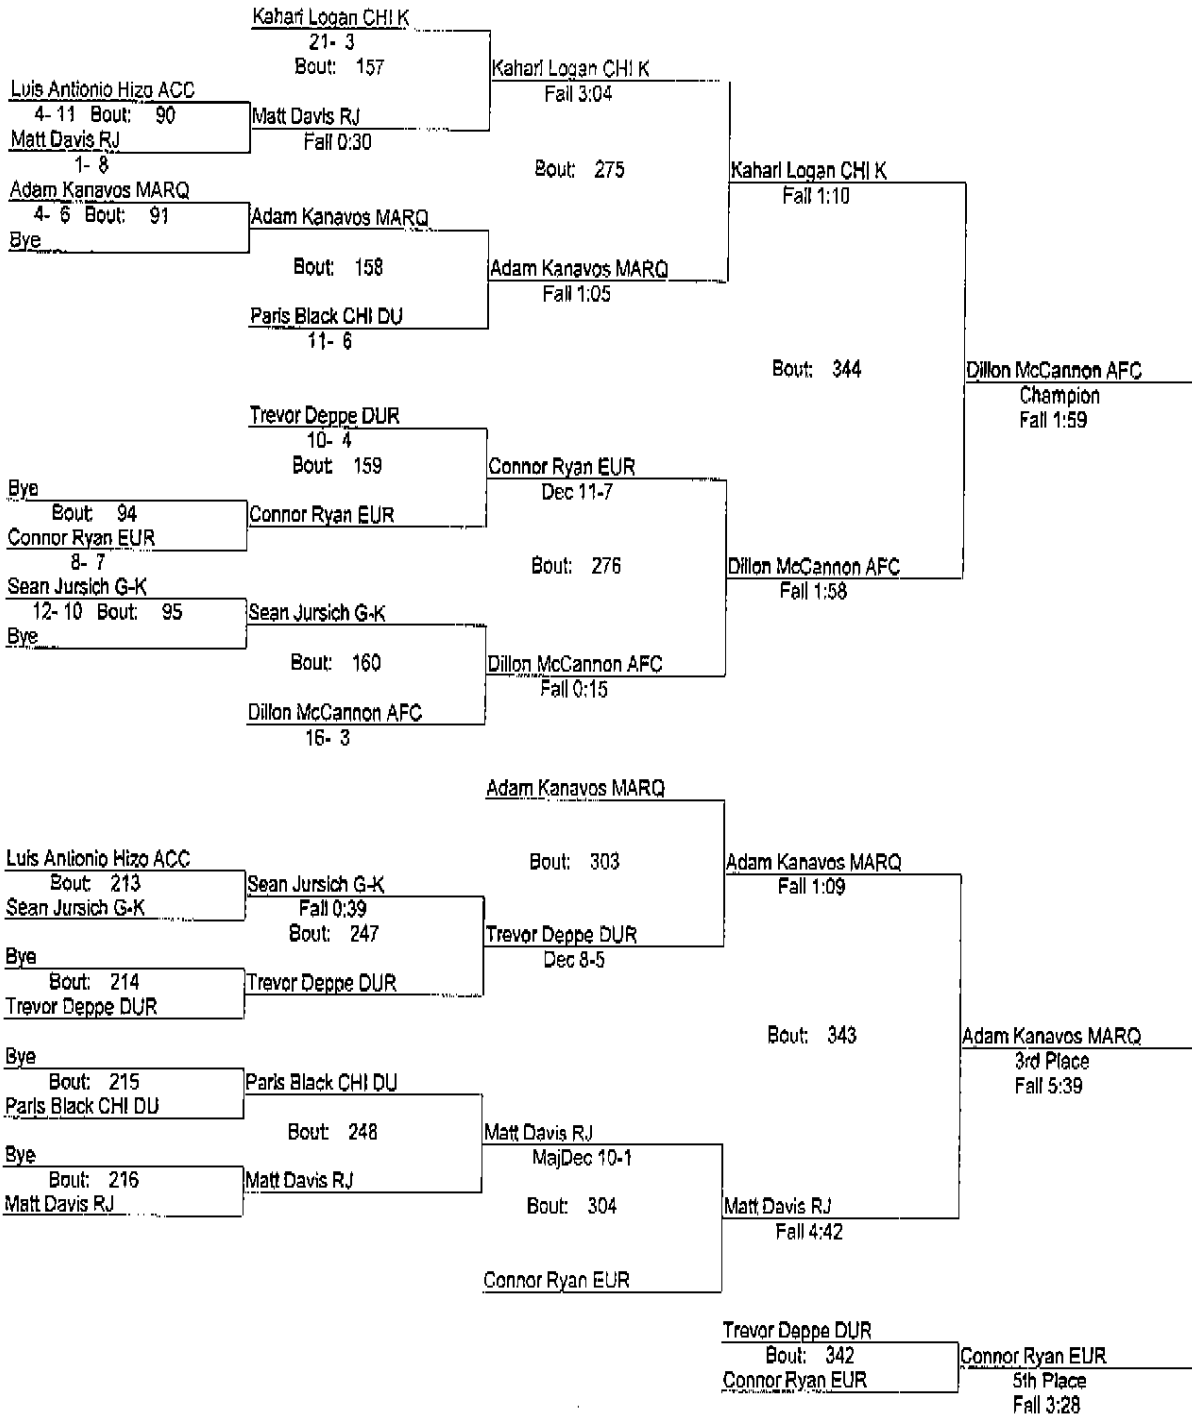 Kahari Logan CHI K
21- 3
Bout: 157
Kahari Logan CHI K
Fall 3:04
Luis Antionio Hizo ACC
4- 11 Bout: 90
Matt Davis RJ
Fall 0:30
Matt Davis RJ
1- 8
Bout: 275
Kahari Logan CHI K
Fall 1:10
Adam Kanavos MARQ
4- 6 Bout: 91
Adam Kanavos MARQ
Bye
Bout: 158
Adam Kanavos MARQ
Fall 1:05
Paris Black CHI DU
11- 6
Bout: 344
Dillon McCannon AFC
Champion
Fall 1:59
Trevor Deppe DUR
10- 4
Bout: 159
Connor Ryan EUR
Dec 11-7
Bye
Bout: 94
Connor Ryan EUR
Connor Ryan EUR
8- 7
Bout: 276
Dillon McCannon AFC
Fall 1:58
Sean Jursich G-K
12- 10 Bout: 95
Sean Jursich G-K
Bye
Bout: 160
Dillon McCannon AFC
Fall 0:15
Dillon McCannon AFC
16- 3
Adam Kanavos MARQ
Bout: 303
Adam Kanavos MARQ
Fall 1:09
Luis Antionio Hizo ACC
Bout: 213
Sean Jursich G-K
Fall 0:39
Sean Jursich G-K
Bout: 247
Trevor Deppe DUR
Dec 8-5
Bye
Bout: 214
Trevor Deppe DUR
Trevor Deppe DUR
Bout: 343
Adam Kanavos MARQ
3rd Place
Fall 5:39
Bye
Bout: 215
Paris Black CHI DU
Paris Black CHI DU
Bout: 248
Matt Davis RJ
MajDec 10-1
Bye
Bout: 216
Matt Davis RJ
Matt Davis RJ
Bout: 304
Matt Davis RJ
Fall 4:42
Connor Ryan EUR
Trevor Deppe DUR
Bout: 342
Connor Ryan EUR
Connor Ryan EUR
5th Place
Fall 3:28